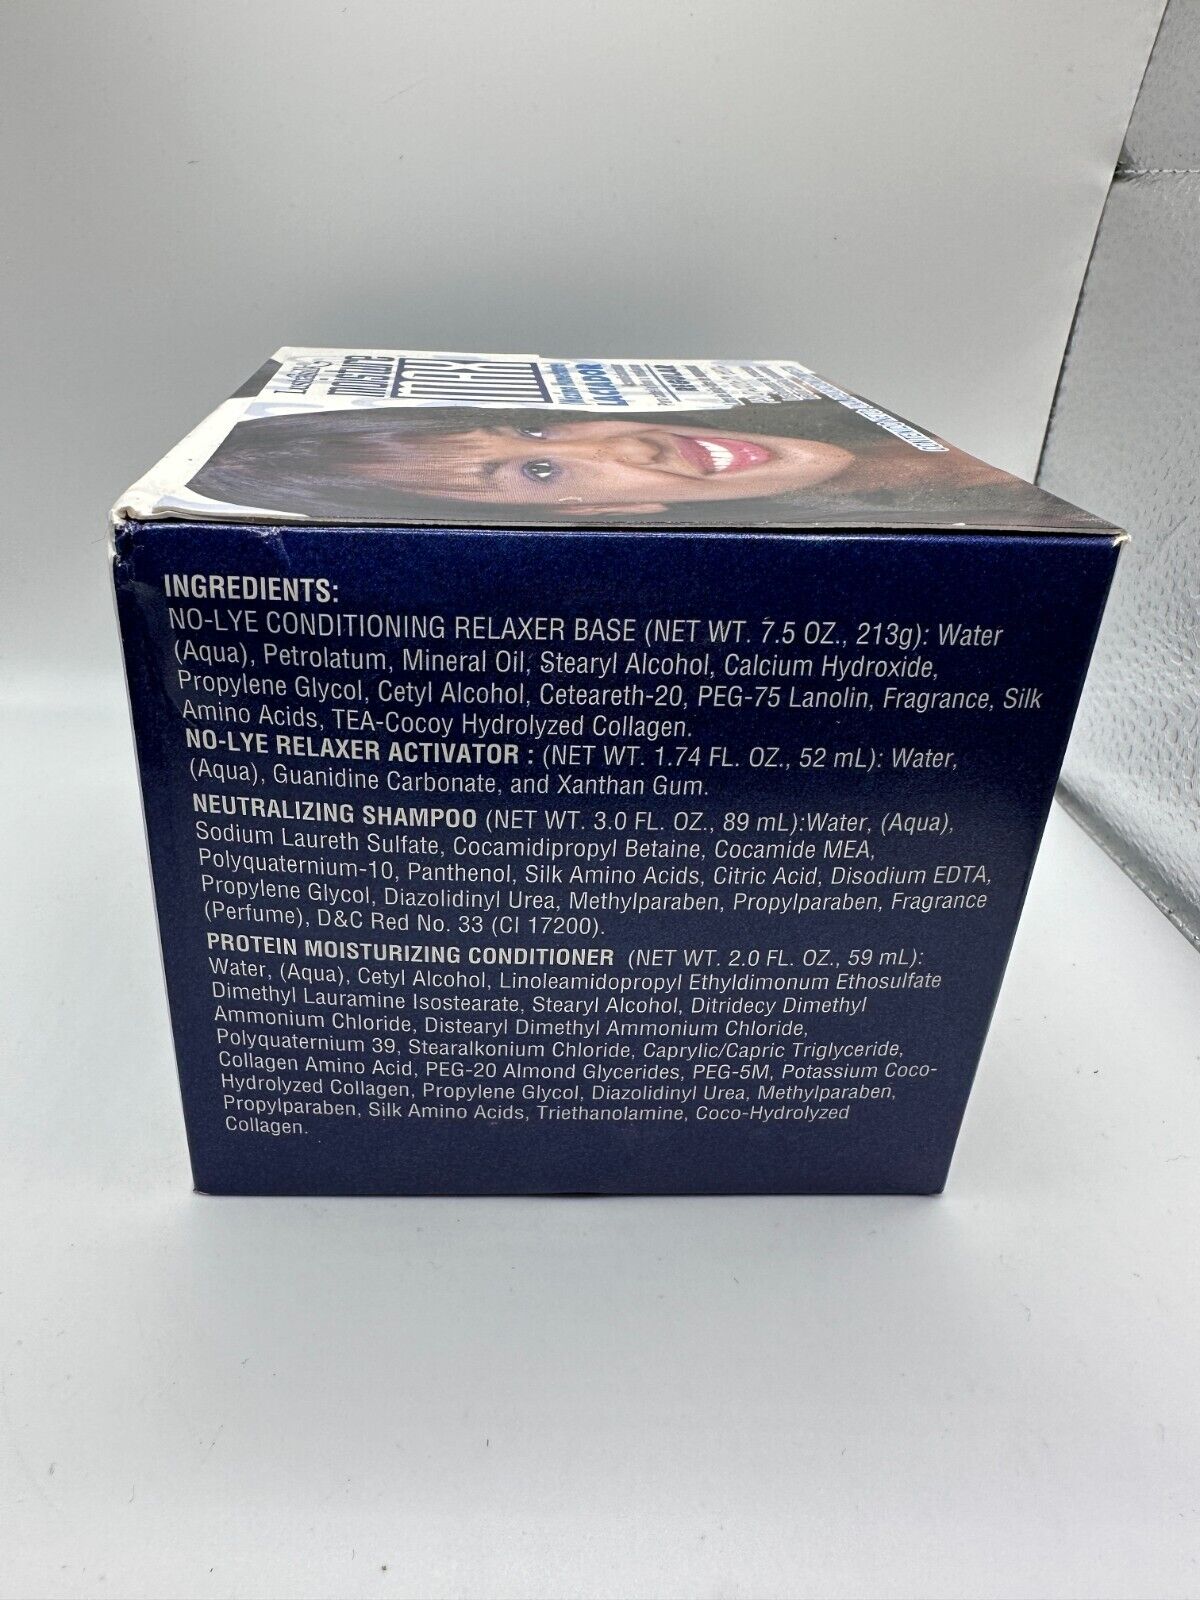 Lusterasilk
moisture
max
LACIADOR
REGULAR
INGREDIENTS:
NO-LYE CONDITIONING RELAXER BASE (NET WT. 7.5 OZ., 213g): Water
(Aqua), Petrolatum, Mineral Oil, Stearyl Alcohol, Calcium Hydroxide,
Propylene Glycol, Cetyl Alcohol, Ceteareth-20, PEG-75 Lanolin, Fragrance, Silk
Amino Acids, TEA-Cocoy Hydrolyzed Collagen.
NO-LYE RELAXER ACTIVATOR : (NET WT. 1.74 FL. OZ., 52 mL): Water,
(Aqua), Guanidine Carbonate, and Xanthan Gum.
NEUTRALIZING SHAMPOO (NET WT. 3.0 FL. OZ., 89 mL):Water, (Aqua),
Sodium Laureth Sulfate, Cocamidipropyl Betaine, Cocamide MEA,
Polyquaternium-10, Panthenol, Silk Amino Acids, Citric Acid, Disodium EDTA,
Propylene Glycol, Diazolidinyl Urea, Methylparaben, Propylparaben, Fragrance
(Perfume), D&C Red No. 33 (CI 17200).
PROTEIN MOISTURIZING CONDITIONER (NET WT. 2.0 FL. OZ., 59 mL):
Water, (Aqua), Cetyl Alcohol, Linoleamidopropyl Ethyldimonum Ethosulfate
Dimethyl Lauramine Isostearate, Stearyl Alcohol, Ditridecy Dimethyl
Ammonium Chloride, Distearyl Dimethyl Ammonium Chloride,
Polyquaternium 39, Stearalkonium Chloride, Caprylic/Capric Triglyceride,
Collagen Amino Acid, PEG-20 Almond Glycerides, PEG-5M, Potassium Coco-
Hydrolyzed Collagen, Propylene Glycol, Diazolidinyl Urea, Methylparaben,
Propylparaben, Silk Amino Acids, Triethanolamine, Coco-Hydrolyzed
Collagen.